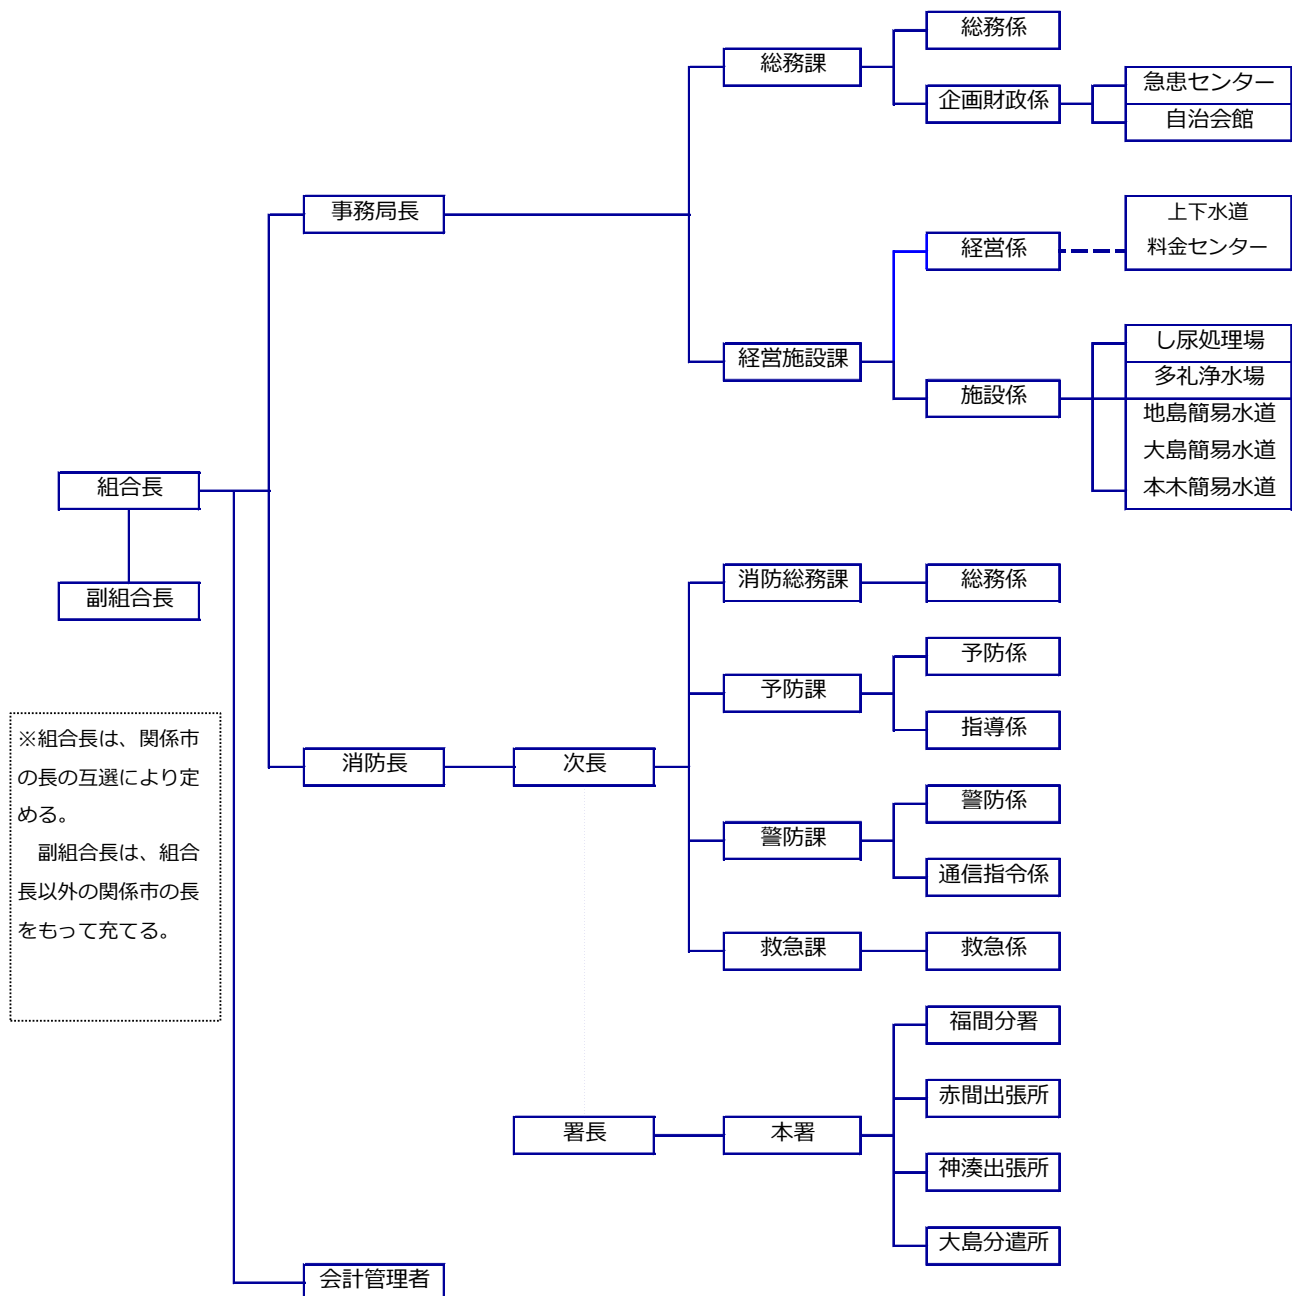 総務係
総務課
企画財政係
急患センター
自治会館
事務局長
上下水道
料金センター
経営係
経営施設課
施設係
し尿処理場
多礼浄水場
地島簡易水道
大島簡易水道
本木簡易水道
組合長
副組合長
消防総務課
総務係
予防係
予防課
指導係
消防長
次長
警防係
警防課
通信指令係
救急課
救急係
※組合長は、関係市
の長の互選により定
める。
　副組合長は、組合
長以外の関係市の長
をもって充てる。
福間分署
赤間出張所
署長
本署
神湊出張所
大島分遣所
会計管理者